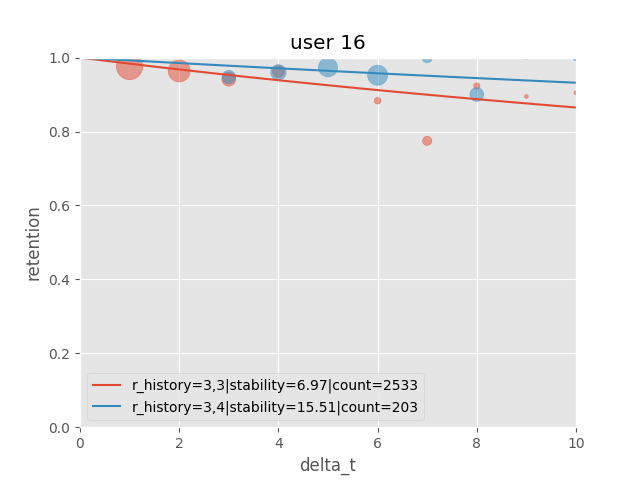 user 16
1.0
0.8
0.6
0.4
0.2
0.0
retention
r_history=3,3|stability=6.97|count=2533
r_history=3,4|stability=15.51|count=203
0 2 4 6 8 10
delta_t